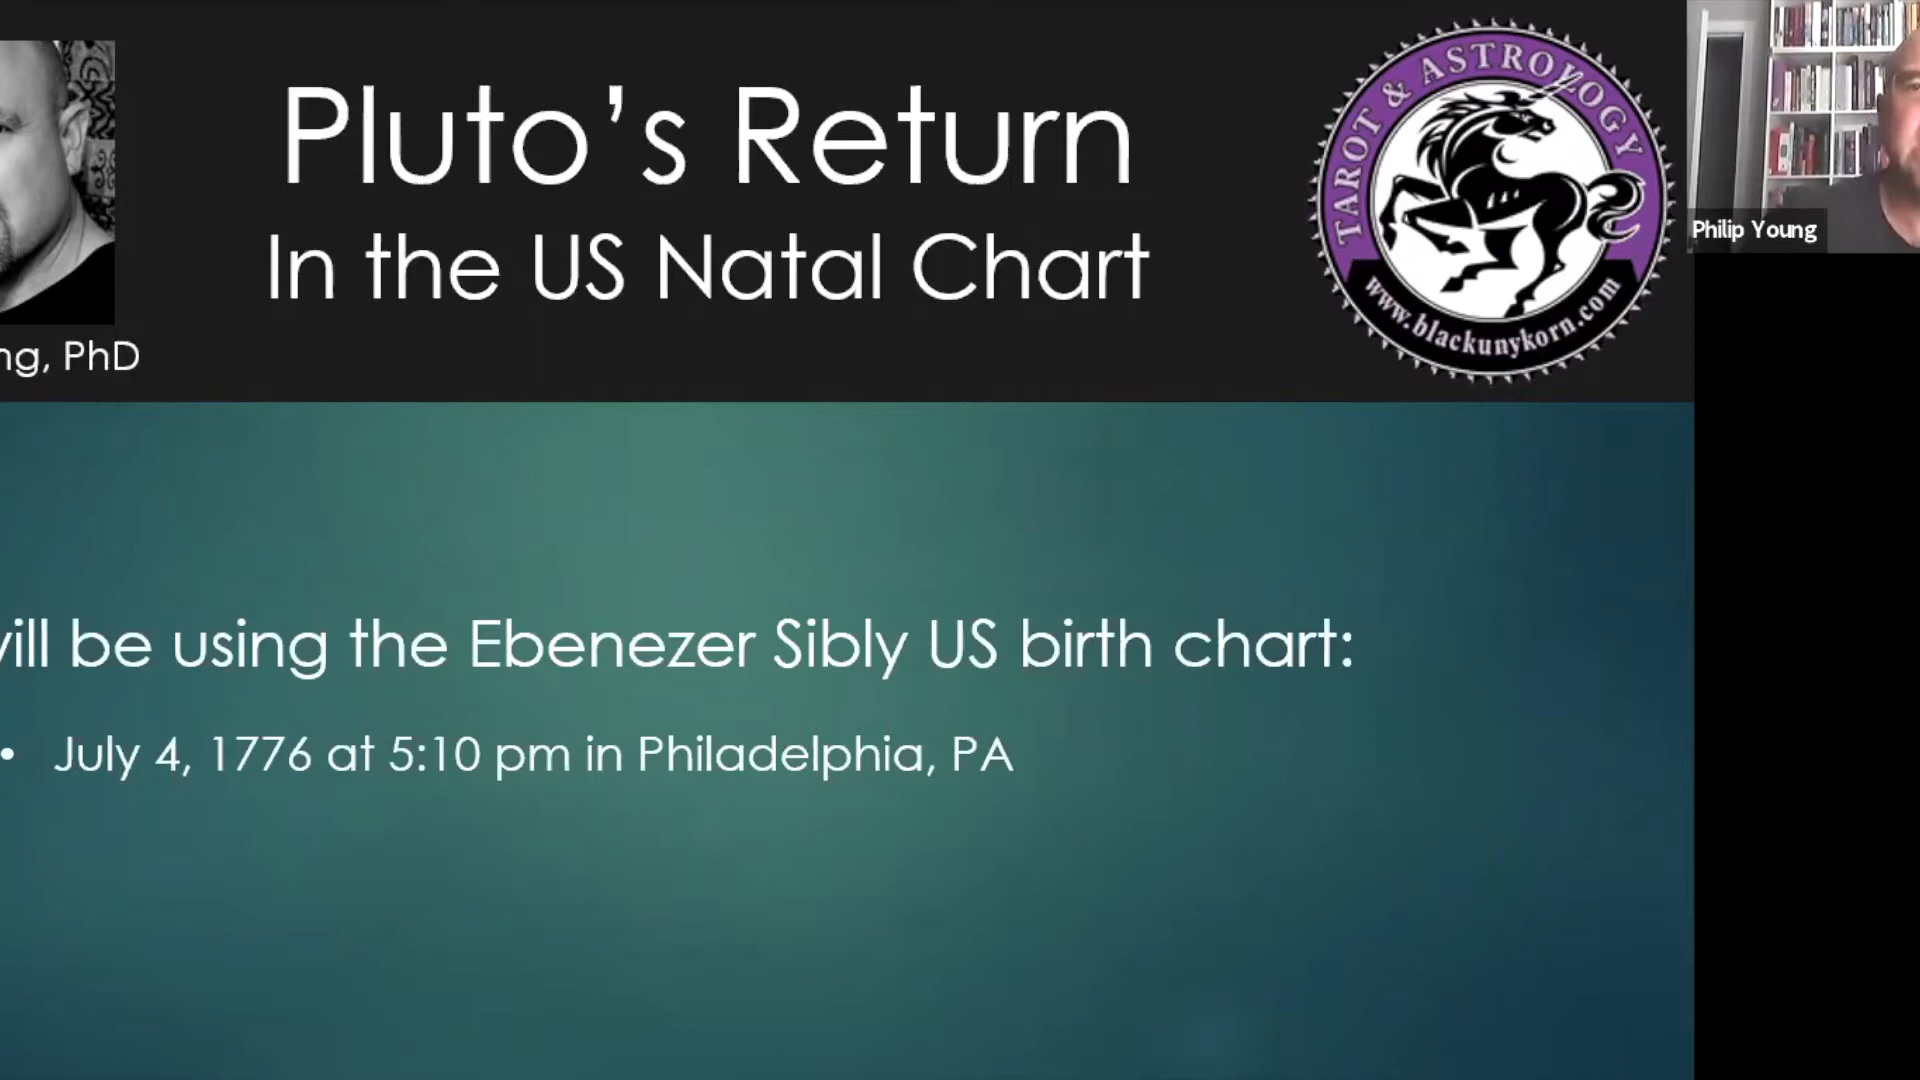 Pluto’s Return
In the US Natal Chart
TAROT & ASTROLOGY
www.blackunykorn.com
Philip Young
ng, PhD
will be using the Ebenezer Sibly US birth chart:
• July 4, 1776 at 5:10 pm in Philadelphia, PA